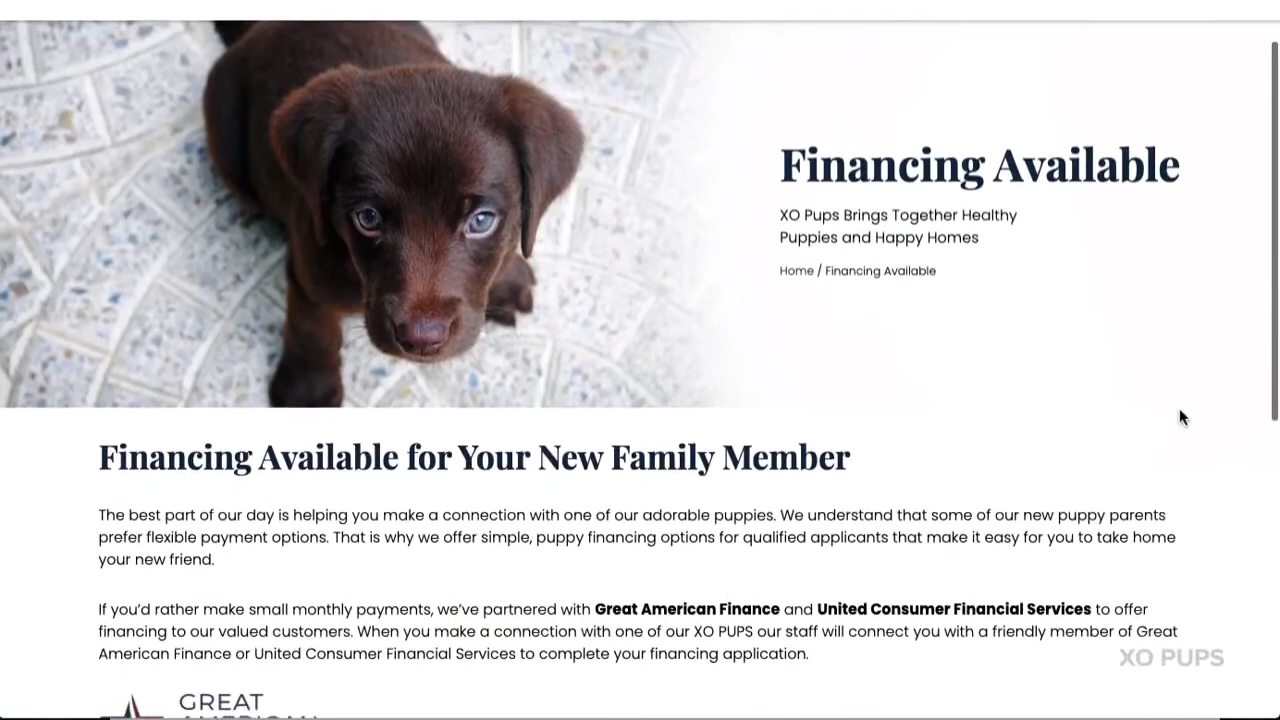 Financing Available
XO Pups Brings Together Healthy
Puppies and Happy Homes
Home / Financing Available
Financing Available for Your New Family Member
The best part of our day is helping you make a connection with one of our adorable puppies. We understand that some of our new puppy parents
prefer flexible payment options. That is why we offer simple, puppy financing options for qualified applicants that make it easy for you to take home
your new friend.
If you’d rather make small monthly payments, we’ve partnered with Great American Finance and United Consumer Financial Services to offer
financing to our valued customers. When you make a connection with one of our XO PUPS our staff will connect you with a friendly member of Great
American Finance or United Consumer Financial Services to complete your financing application.
XO PUPS
GREAT
AMERICAN